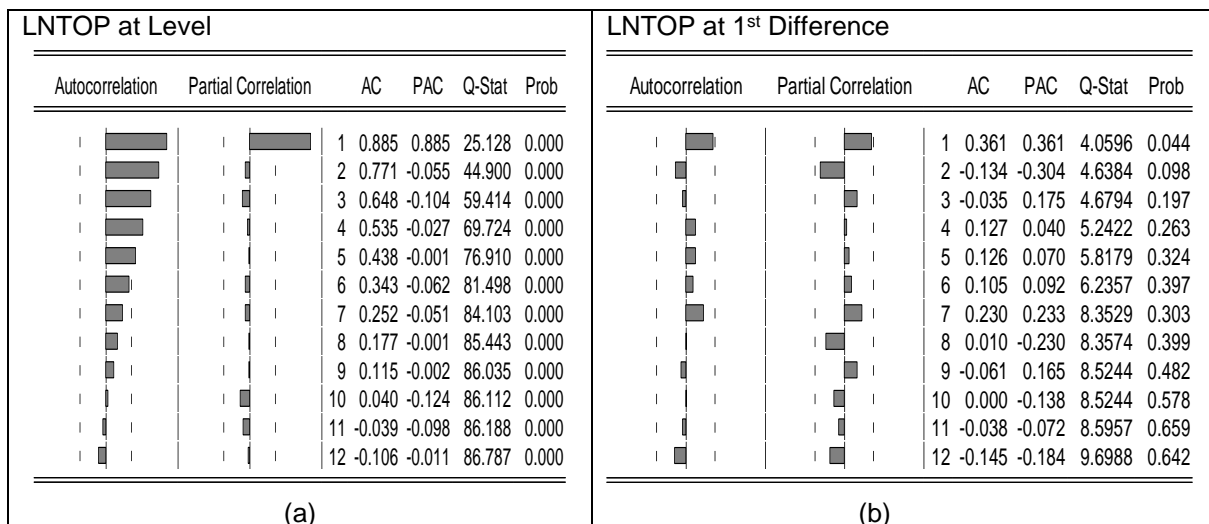 LNTOP at Level
Autocorrelation Partial Correlation AC PAC Q-Stat Prob
1 0.885 0.885 25.128 0.000
2 0.771 -0.055 44.900 0.000
3 0.648 -0.104 59.414 0.000
4 0.535 -0.027 69.724 0.000
5 0.438 -0.001 76.910 0.000
6 0.343 -0.062 81.498 0.000
7 0.252 -0.051 84.103 0.000
8 0.177 -0.001 85.443 0.000
9 0.115 -0.002 86.035 0.000
10 0.040 -0.124 86.112 0.000
11 -0.039 -0.098 86.188 0.000
12 -0.106 -0.011 86.787 0.000
(a)
LNTOP at 1st Difference
Autocorrelation Partial Correlation AC PAC Q-Stat Prob
1 0.361 0.361 4.0596 0.044
2 -0.134 -0.304 4.6384 0.098
3 -0.035 0.175 4.6794 0.197
4 0.127 0.040 5.2422 0.263
5 0.126 0.070 5.8179 0.324
6 0.105 0.092 6.2357 0.397
7 0.230 0.233 8.3529 0.303
8 0.010 -0.230 8.3574 0.399
9 -0.061 0.165 8.5244 0.482
10 0.000 -0.138 8.5244 0.578
11 -0.038 -0.072 8.5957 0.659
12 -0.145 -0.184 9.6988 0.642
(b)